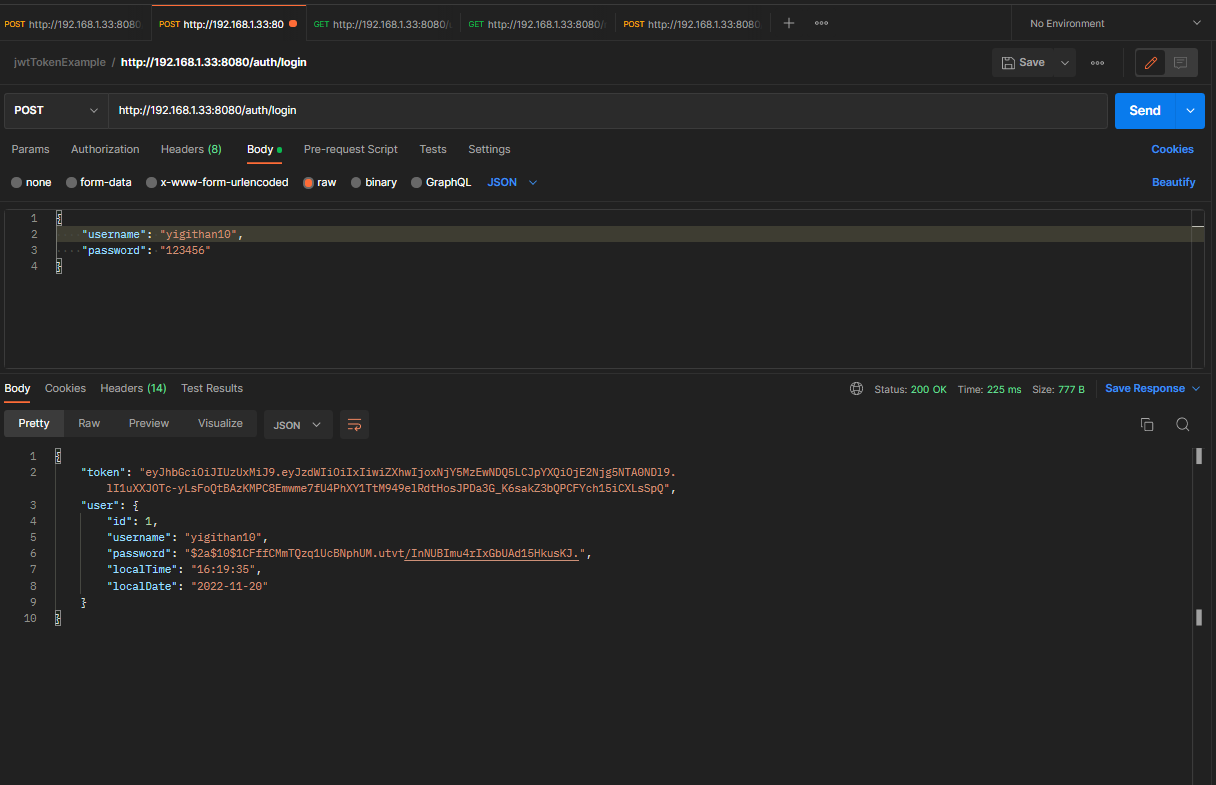 POST http://192.168.1.33:8080 POST http://192.168.1.33:80 GET http://192.168.1.33:8080/ GET http://192.168.1.33:8080/ POST http://192.168.1.33:8080 No Environment
jwtTokenExample / http://192.168.1.33:8080/auth/login Save
POST http://192.168.1.33:8080/auth/login Send
Params Authorization Headers (8) Body Pre-request Script Tests Settings Cookies
none form-data x-www-form-urlencoded raw binary GraphQL JSON Beautify
1 {
2 "username": "yigithan10",
3 "password": "123456"
4 }
Body Cookies Headers (14) Test Results Status: 200 OK Time: 225 ms Size: 777 B Save Response
Pretty Raw Preview Visualize JSON
1 {
2 "token": "eyJhbGciOiJIUzUxMiJ9.eyJzdWIiOiIxIiwiZXhwIjoxNjY5MzEwNDQ5LCJpYXQiOjE2Njg5NTA0NDl9.
lI1uXXJOTc-yLsFoQtBAzKMPC8Emwme7fU4PhXY1TtM949elRdtHosJPDa3G_K6sakZ3bQPCFYch15iCXLsSpQ",
3 "user": {
4 "id": 1,
5 "username": "yigithan10",
6 "password": "$2a$10$1CFffCMmTQzq1UcBNphUM.utvt/InNUBImu4rIxGbUAd15HkusKJ.",
7 "localTime": "16:19:35",
8 "localDate": "2022-11-20"
9 }
10 }